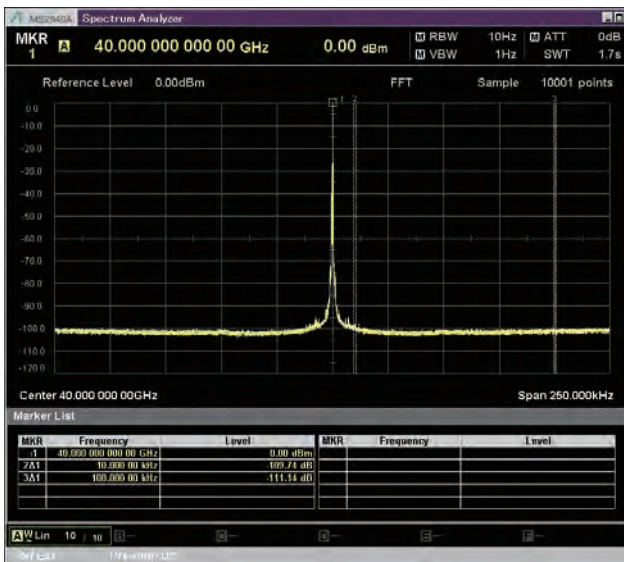 MS2840A Spectrum Analyzer
MKR 1 A 40.000 000 000 00 GHz 0.00 dBm
M RBW 10Hz M ATT 0dB
M VBW 1Hz SWT 1.7s
Reference Level 0.00dBm FFT Sample 10001 points
1 2 3
0.0
-10.0
-20.0
-30.0
-40.0
-50.0
-60.0
-70.0
-80.0
-90.0
-100.0
-110.0
-120.0
Center 40.000 000 00GHz Span 250.000kHz
Marker List
MKR Frequency Level MKR Frequency Level
1 40.000 000 000 00 GHz 0.00 dBm
2Δ1 10.000 00 kHz -109.74 dB
3Δ1 100.000 00 kHz -111.14 dB
A W Lin 10 / 10